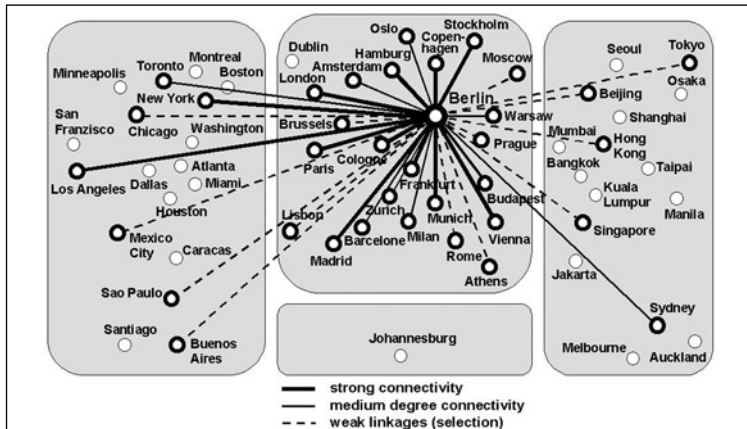 Toronto
Montreal
Minneapolis
Boston
New York
San
Franzisco
Chicago
Washington
Atlanta
Los Angeles
Dallas
Miami
Houston
Mexico
City
Caracas
Sao Paulo
Santiago
Buenos
Aires
Oslo
Stockholm
Copen-
hagen
Dublin
Hamburg
Moscow
Amsterdam
London
Berlin
Warsaw
Brussels
Prague
Cologne
Paris
Frankfurt
Budapest
Zurich
Lisbon
Munich
Barcelone
Milan
Vienna
Madrid
Rome
Athens
Johannesburg
Seoul
Tokyo
Beijing
Osaka
Shanghai
Mumbai
Hong
Kong
Bangkok
Taipai
Kuala
Lumpur
Manila
Singapore
Jakarta
Sydney
Melbourne
Auckland
strong connectivity
medium degree connectivity
weak linkages (selection)